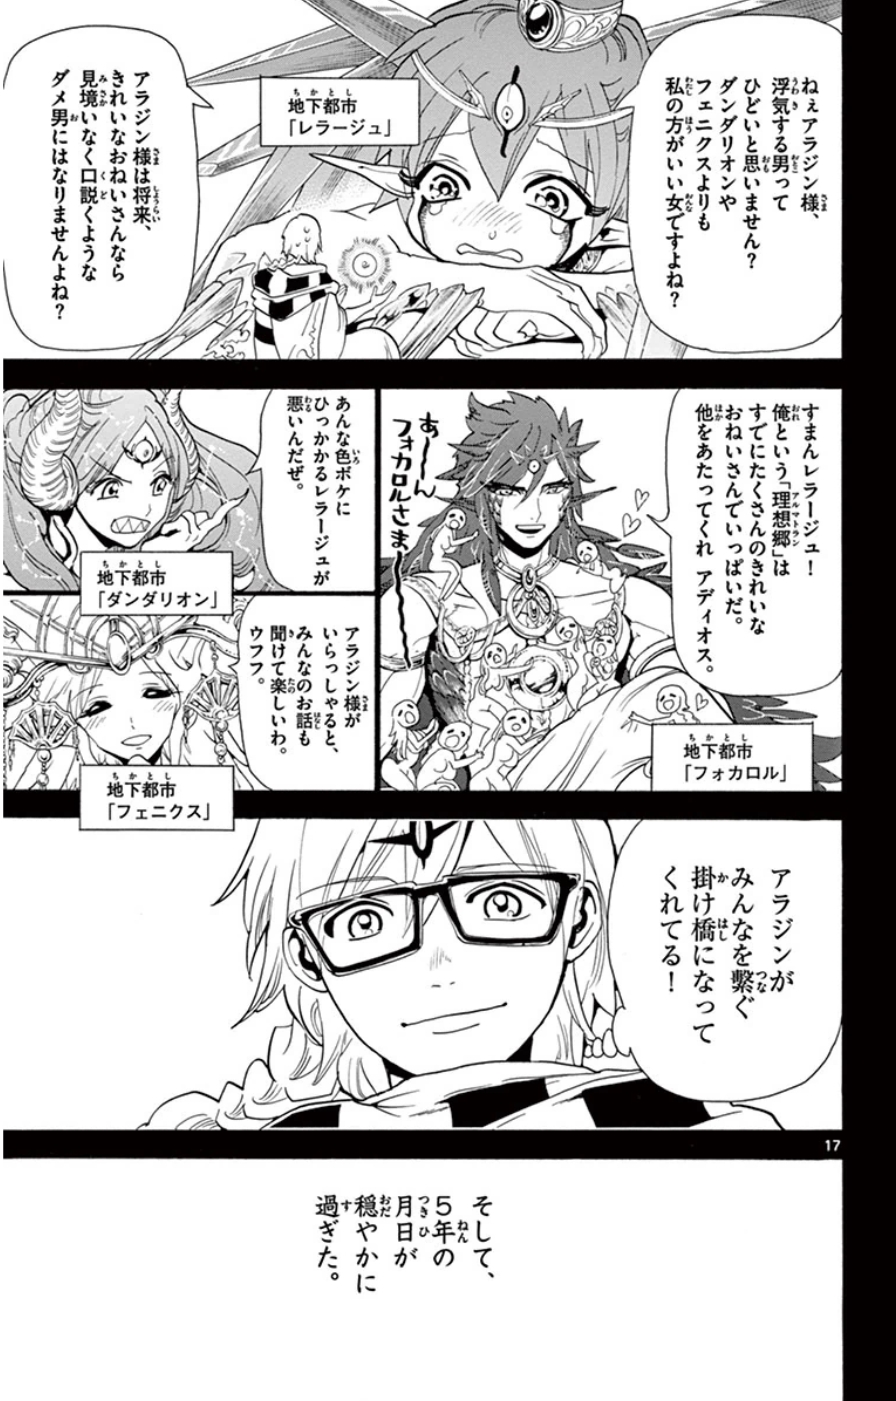 ねぇアラジン様、
浮気する男って
ひどいと思いません？
ダンダリオンや
フェニクスよりも
私の方がいい女ですよね？
地下都市
「レラージュ」
アラジン様は将来、
きれいなおねいさんなら
見境いなく口説くような
ダメ男にはなりませんよね？
すまんレラージュ！
俺という「理想郷」は
すでにたくさんのきれいな
おねいさんでいっぱいだ。
他をあたってくれ アディオス。
あ～～ん
フォカロルさま～～
地下都市
「フォカロル」
あんな色ボケに
ひっかかるレラージュが
悪いんだぜ。
地下都市
「ダンダリオン」
アラジン様が
いらっしゃると、
みんなのお話も
聞けて楽しいわ。
ウフフ。
地下都市
「フェニクス」
アラジンが
みんなを繋ぐ
掛け橋になって
くれてる！
17
そして、
5年の
月日が
穏やかに
過ぎた。